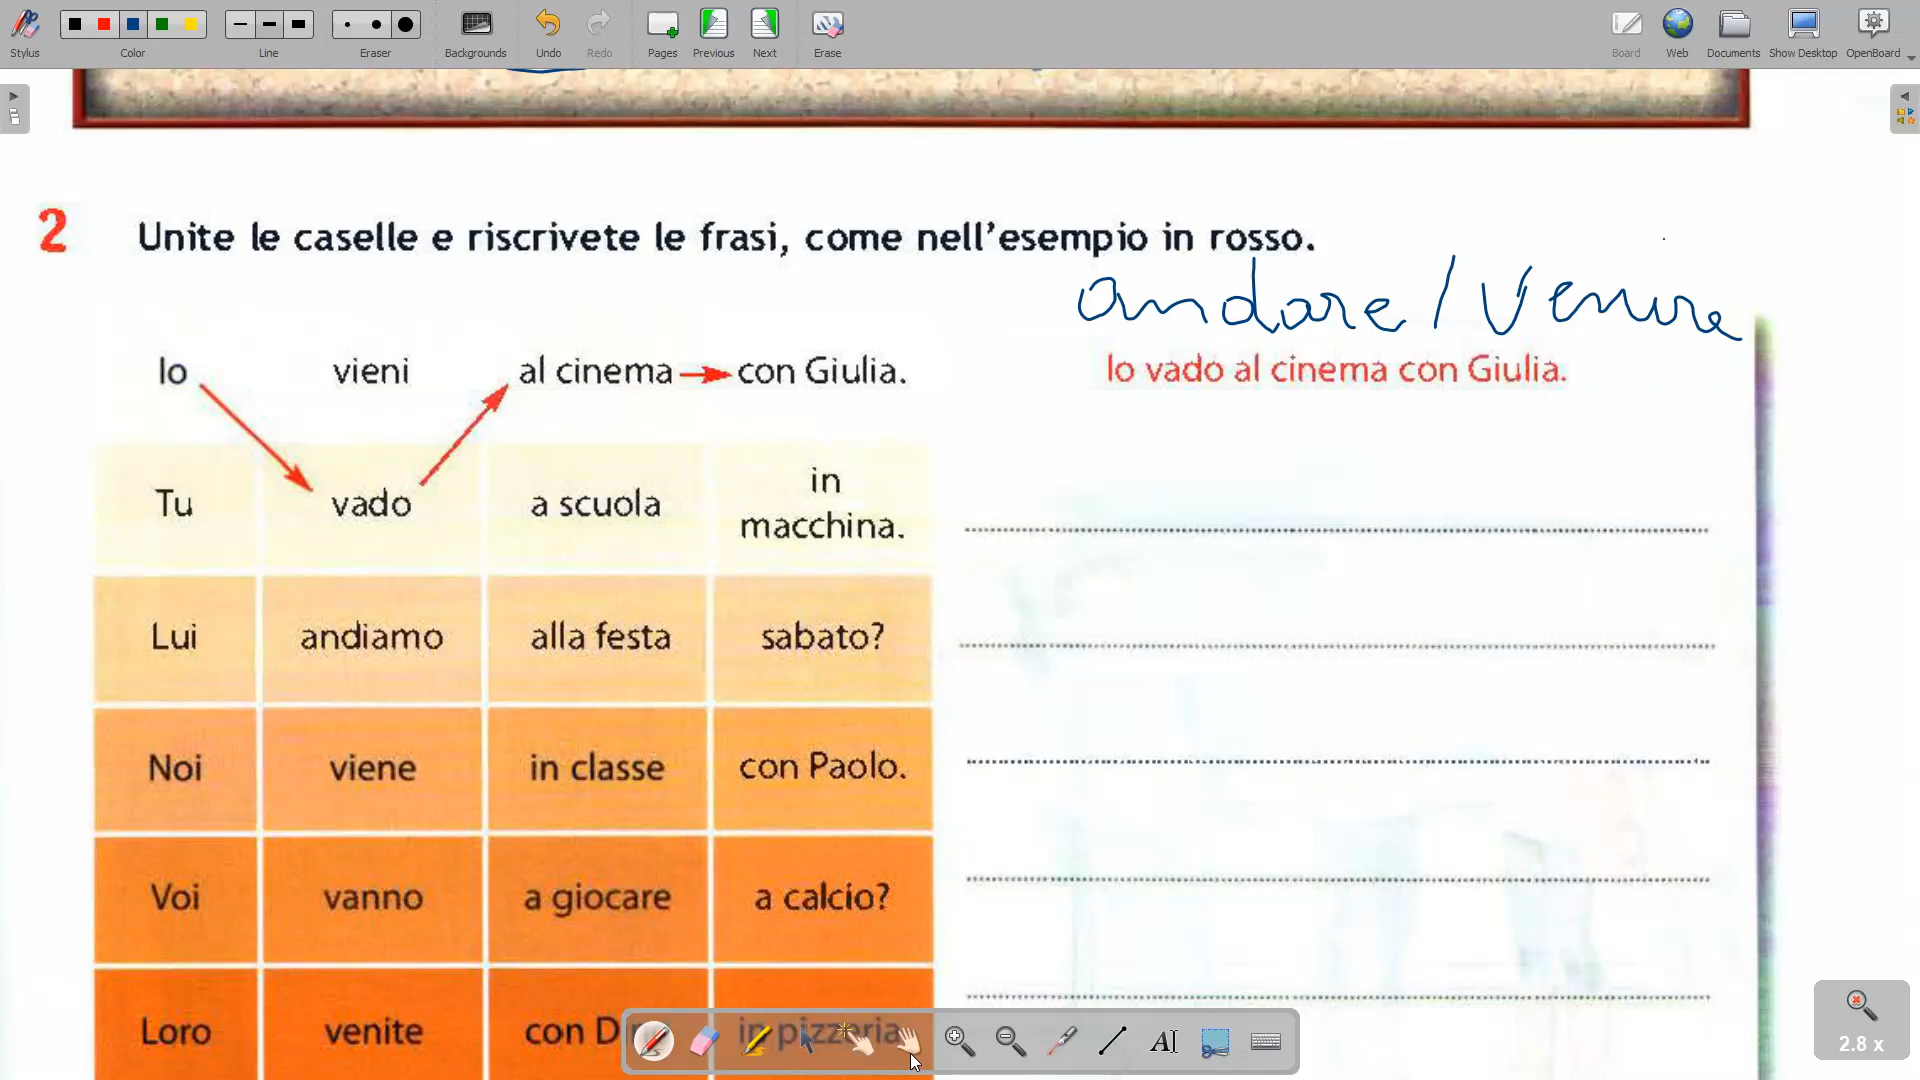 Stylus Color Line Eraser Backgrounds Undo Redo Pages Previous Next Erase Board Web Documents Show Desktop OpenBoard
2 Unite le caselle e riscrivete le frasi, come nell'esempio in rosso.
andare / Venire
Io vieni al cinema con Giulia. Io vado al cinema con Giulia.
Tu vado a scuola in macchina.
Lui andiamo alla festa sabato?
Noi viene in classe con Paolo.
Voi vanno a giocare a calcio?
Loro venite con in pizzeria
2.8 x